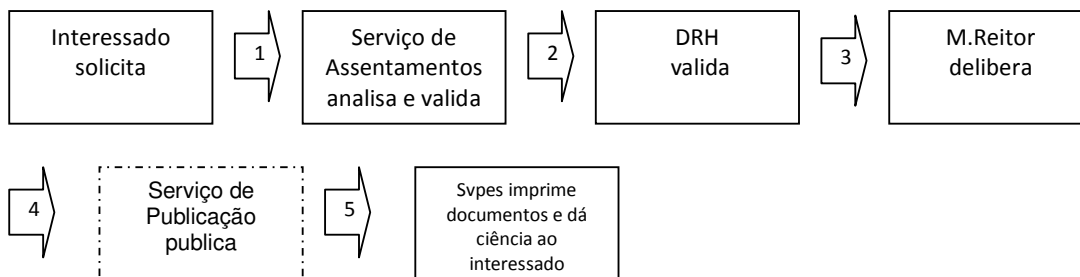 Interessado
solicita
1
Serviço de
Assentamentos
analisa e valida
2
DRH
valida
3
M.Reitor
delibera
4
Serviço de
Publicação
publica
5
Svpes imprime
documentos e dá
ciência ao
interessado